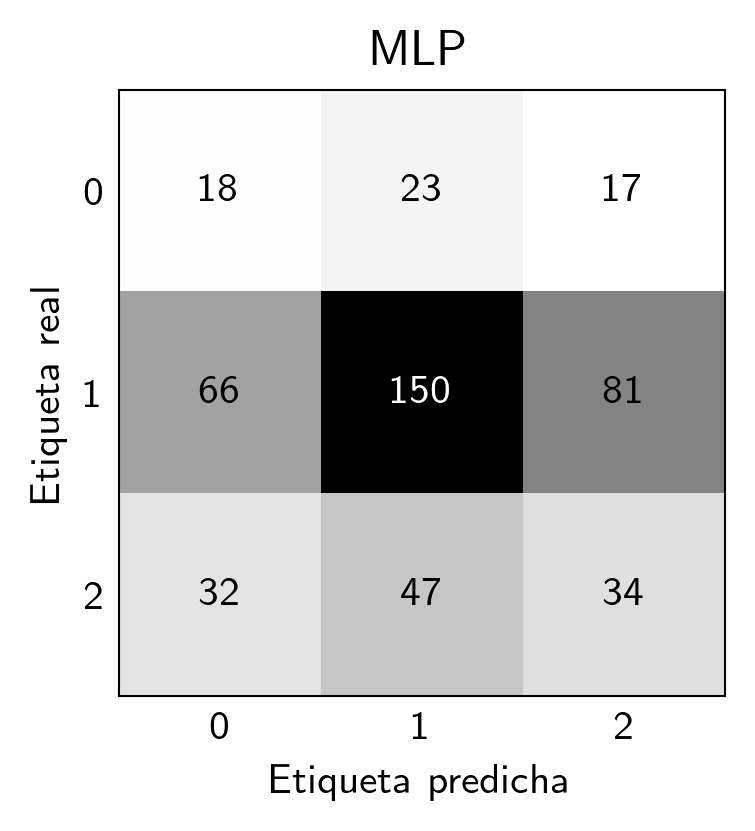 MLP
0 18 23 17
Etiqueta real
1 66 150 81
2 32 47 34
0 1 2
Etiqueta predicha